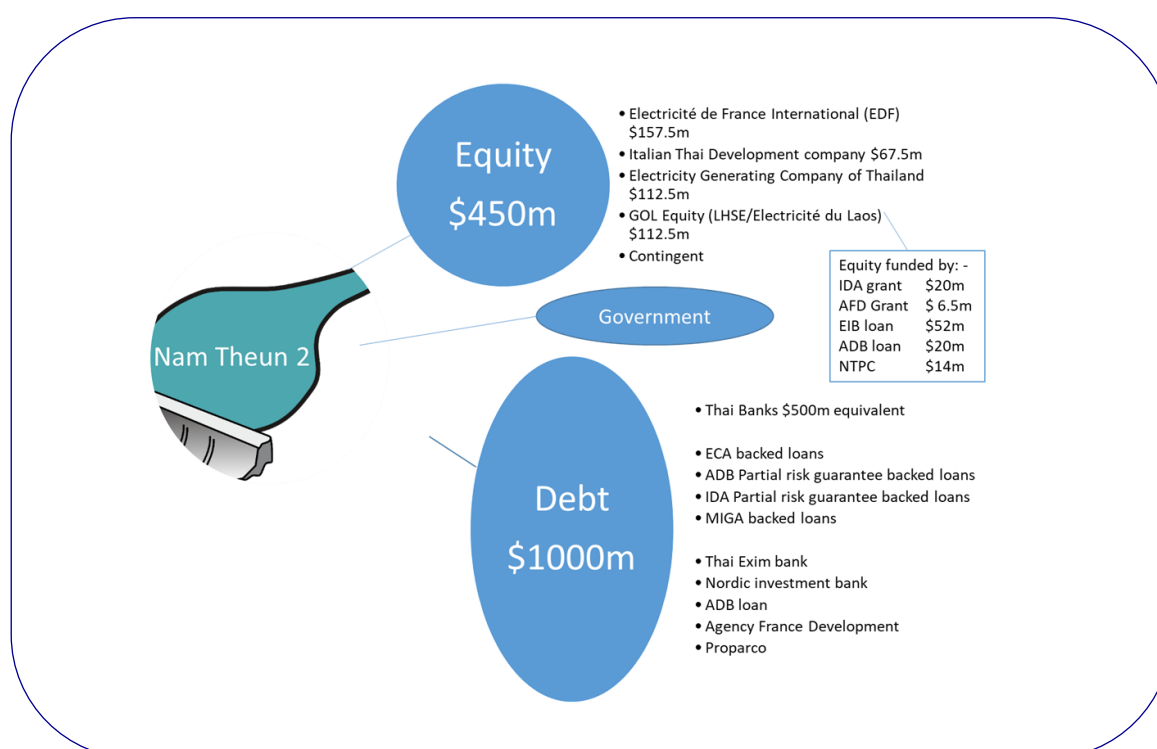 Equity
$450m
• Electricité de France International (EDF)
$157.5m
• Italian Thai Development company $67.5m
• Electricity Generating Company of Thailand
$112.5m
• GOL Equity (LHSE/Electricité du Laos)
$112.5m
• Contingent
Equity funded by: -
IDA grant $20m
AFD Grant $ 6.5m
EIB loan $52m
ADB loan $20m
NTPC $14m
Government
Nam Theun 2
• Thai Banks $500m equivalent
• ECA backed loans
• ADB Partial risk guarantee backed loans
• IDA Partial risk guarantee backed loans
• MIGA backed loans
Debt
$1000m
• Thai Exim bank
• Nordic investment bank
• ADB loan
• Agency France Development
• Proparco